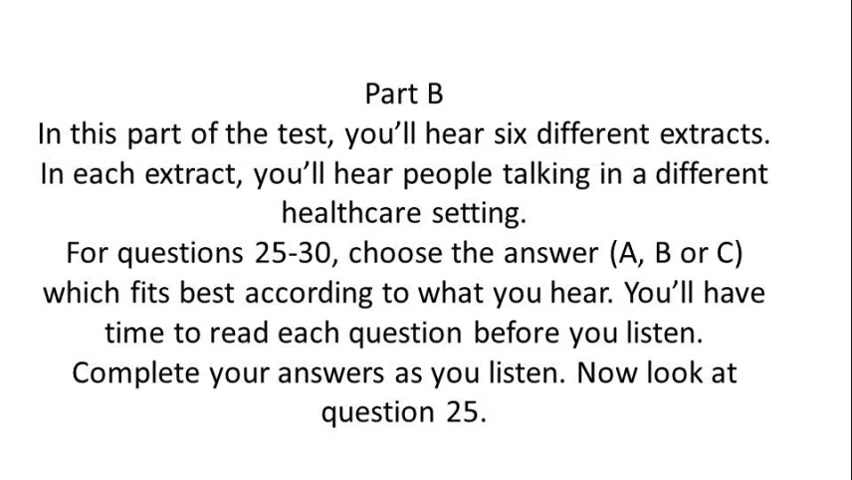 Part B
In this part of the test, you’ll hear six different extracts.
In each extract, you’ll hear people talking in a different
healthcare setting.
For questions 25-30, choose the answer (A, B or C)
which fits best according to what you hear. You’ll have
time to read each question before you listen.
Complete your answers as you listen. Now look at
question 25.